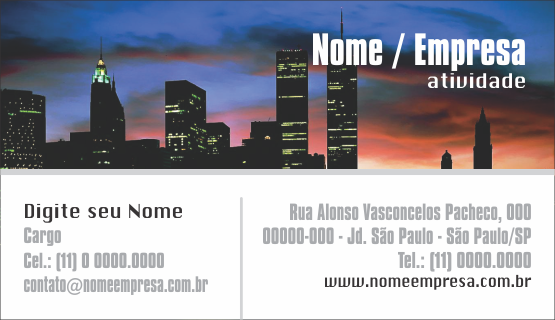 Nome / Empresa
atividade
Digite seu Nome
Cargo
Cel.: (11) 0 0000.0000
contato@nomeempresa.com.br
Rua Alonso Vasconcelos Pacheco, 000
00000-000 - Jd. São Paulo - São Paulo/SP
Tel.: (11) 0000.0000
www.nomeempresa.com.br